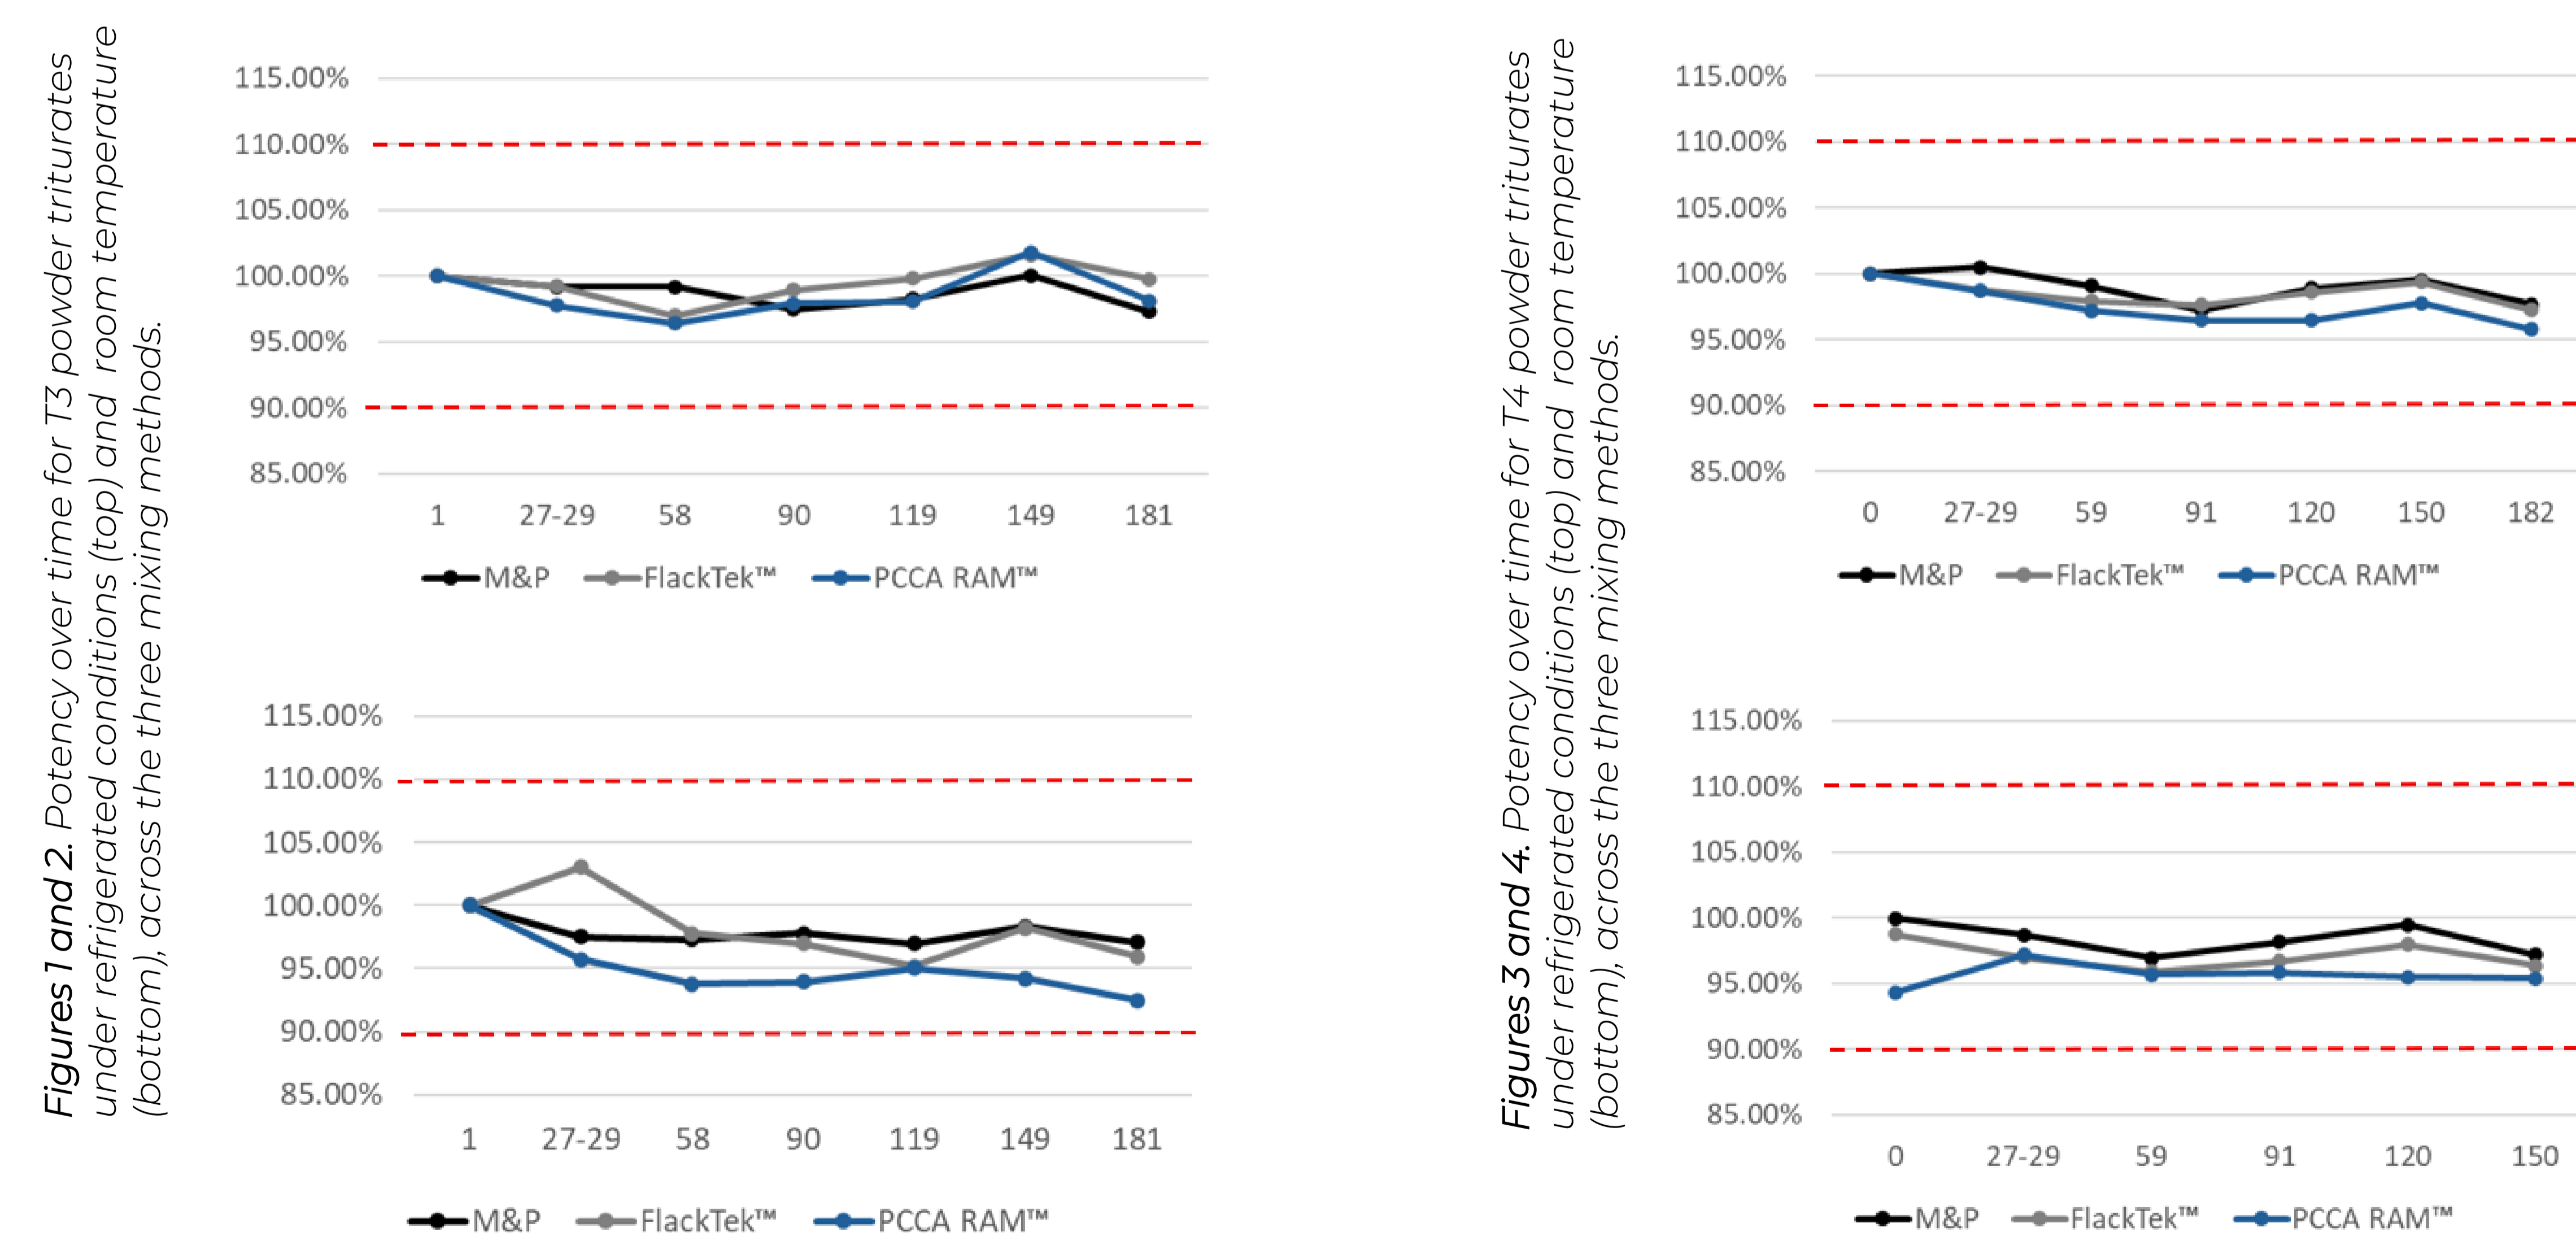 Figures 1 and 2. Potency over time for T3 powder triturates
under refrigerated conditions (top) and room temperature
(bottom), across the three mixing methods.
115.00%
110.00%
105.00%
100.00%
95.00%
90.00%
85.00%
1 27-29 58 90 119 149 181
M&P FlackTek™ PCCA RAM™
115.00%
110.00%
105.00%
100.00%
95.00%
90.00%
85.00%
1 27-29 58 90 119 149 181
M&P FlackTek™ PCCA RAM™
Figures 3 and 4. Potency over time for T4 powder triturates
under refrigerated conditions (top) and room temperature
(bottom), across the three mixing methods.
115.00%
110.00%
105.00%
100.00%
95.00%
90.00%
85.00%
0 27-29 59 91 120 150 182
M&P FlackTek™ PCCA RAM™
115.00%
110.00%
105.00%
100.00%
95.00%
90.00%
85.00%
0 27-29 59 91 120 150
M&P FlackTek™ PCCA RAM™